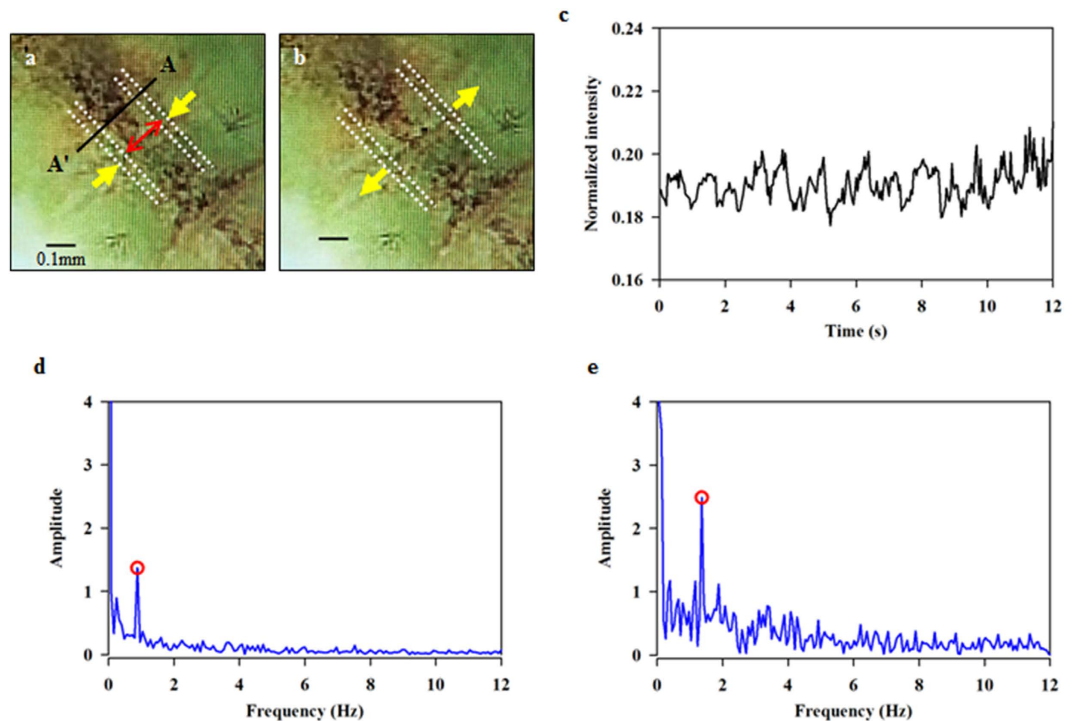 a
A
A'
0.1mm
b
c
0.24
0.22
0.20
0.18
0.16
Normalized intensity
0 2 4 6 8 10 12
Time (s)
d
4
3
2
1
0
Amplitude
0 2 4 6 8 10 12
Frequency (Hz)
e
4
3
2
1
0
Amplitude
0 2 4 6 8 10 12
Frequency (Hz)